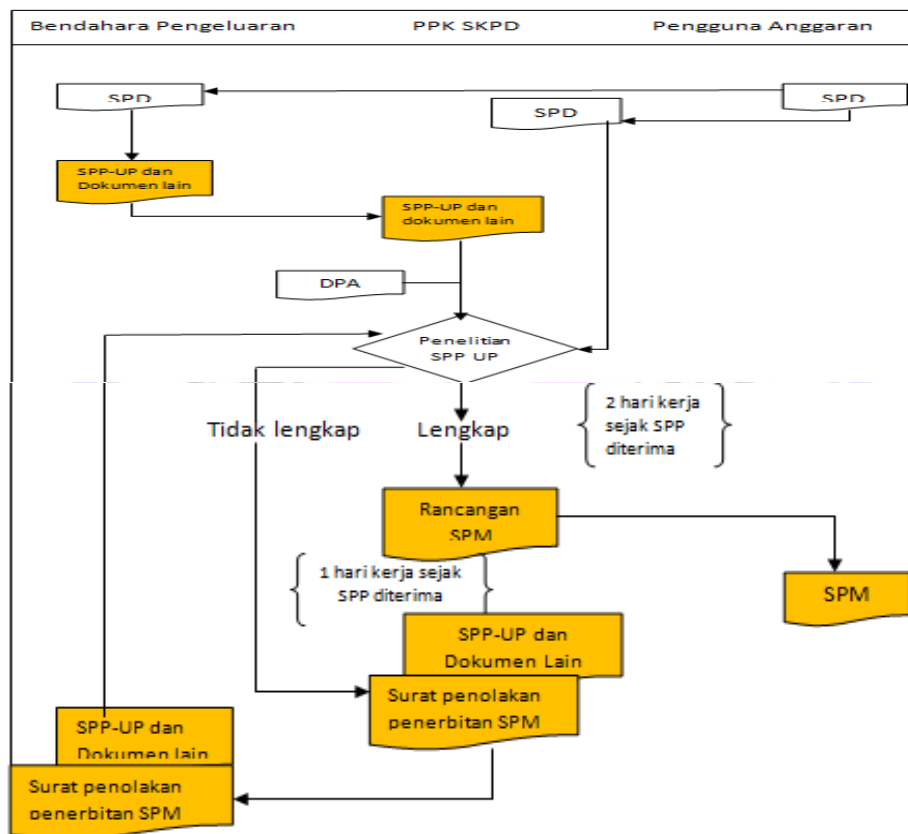 Bendahara Pengeluaran PPK SKPD Pengguna Anggaran
SPD
SPD
SPD
SPP-UP dan
Dokumen lain
SPP-UP dan
dokumen lain
DPA
Penelitian
SPP UP
Tidak lengkap
Lengkap
2 hari kerja
sejak SPP
diterima
Rancangan
SPM
1 hari kerja sejak
SPP diterima
SPM
SPP-UP dan
Dokumen Lain
Surat penolakan
penerbitan SPM
SPP-UP dan
Dokumen lain
Surat penolakan
penerbitan SPM